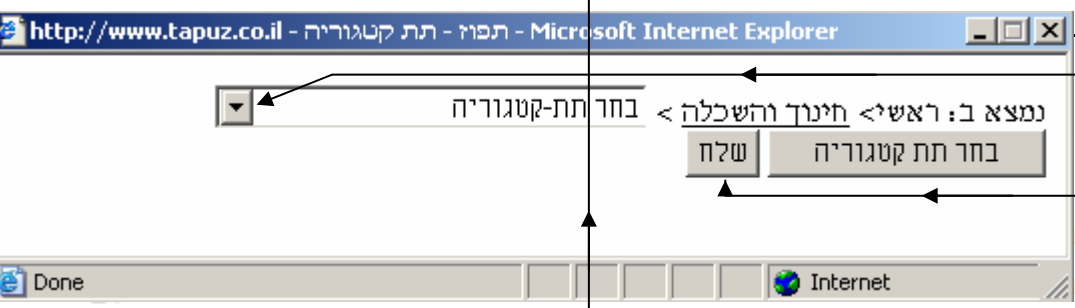 http://www.tapuz.co.il - תפוז - תת קטגוריה - Microsoft Internet Explorer
נמצא ב: ראשי> חינוך והשכלה > בחר תת-קטגוריה
בחר תת קטגוריה שלח
Done Internet